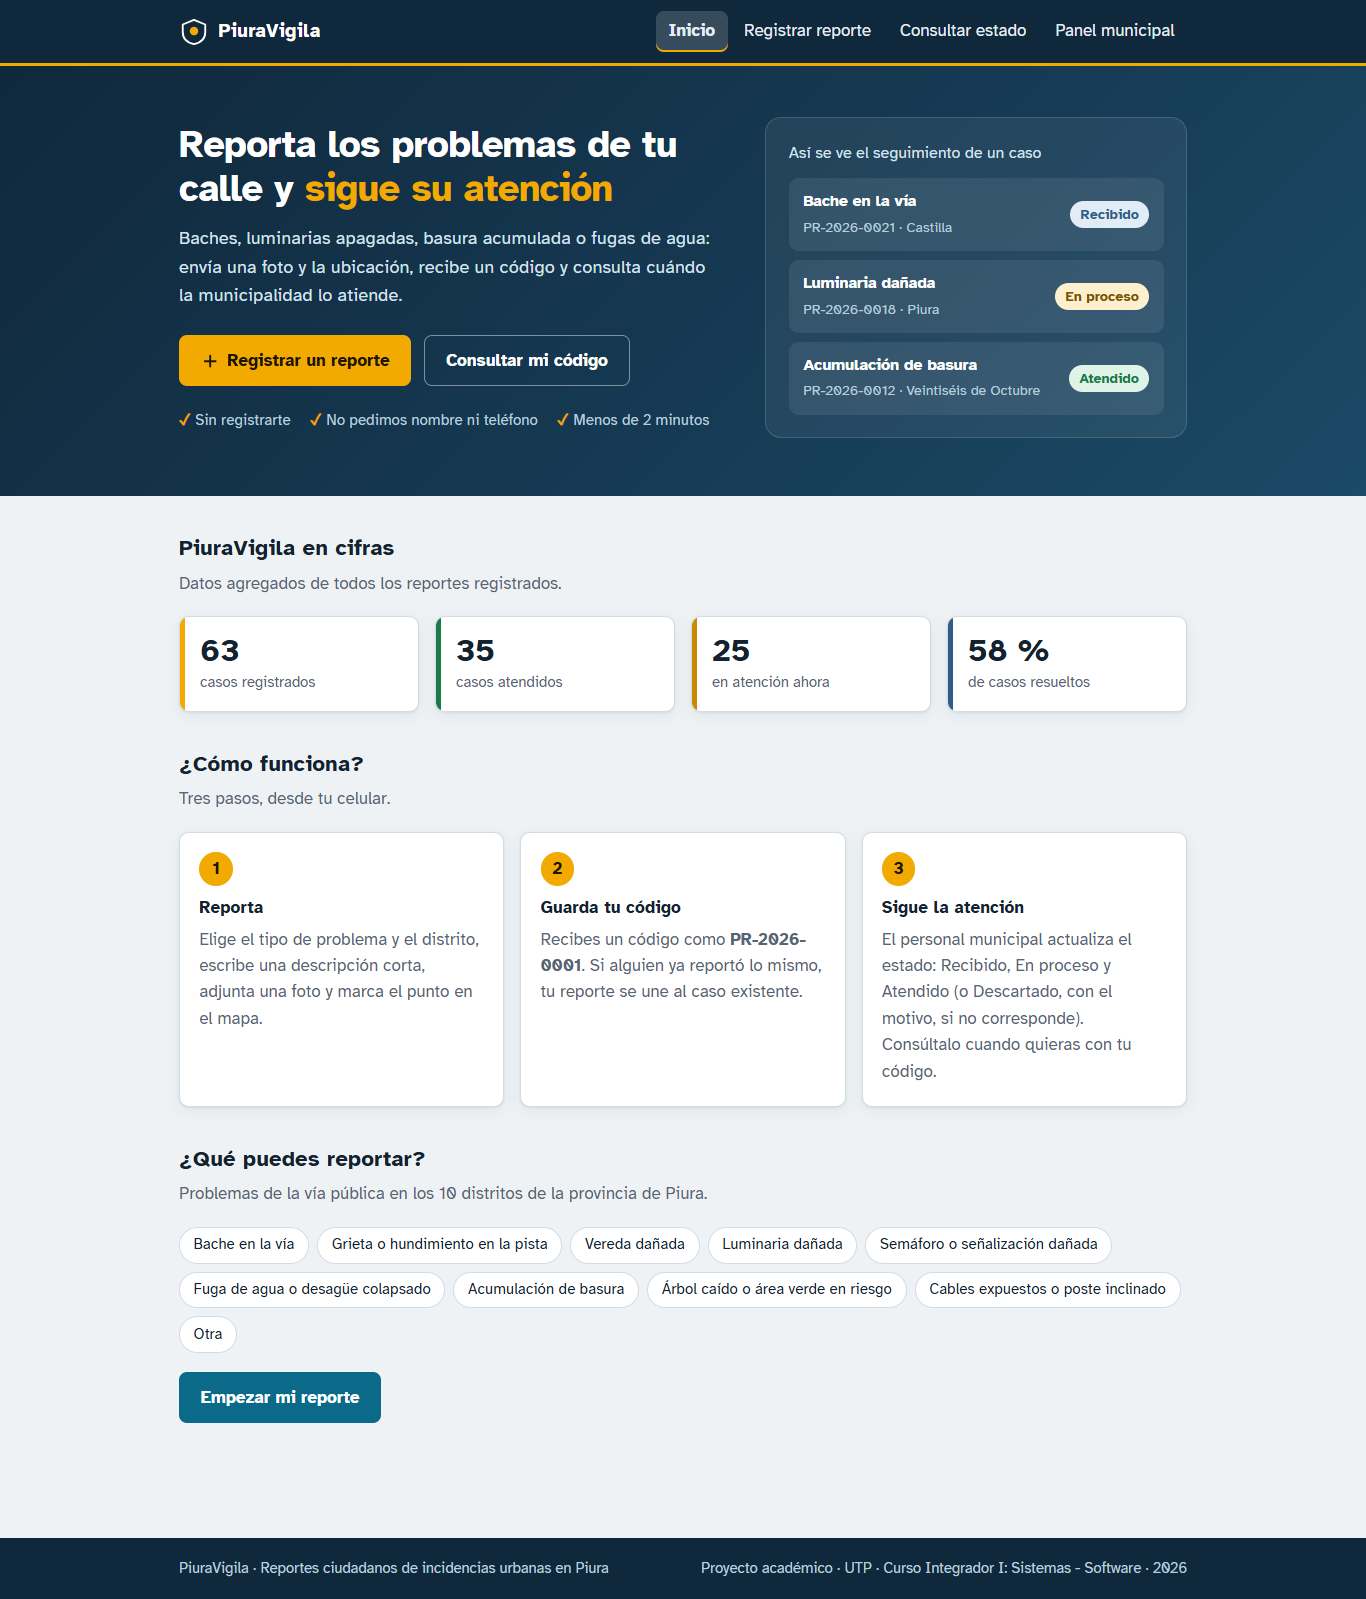 PiuraVigila
Inicio
Registrar reporte
Consultar estado
Panel municipal
Reporta los problemas de tu
calle y sigue su atención
Baches, luminarias apagadas, basura acumulada o fugas de agua:
envía una foto y la ubicación, recibe un código y consulta cuándo
la municipalidad lo atiende.
+ Registrar un reporte
Consultar mi código
✓ Sin registrarte
✓ No pedimos nombre ni teléfono
✓ Menos de 2 minutos
Así se ve el seguimiento de un caso
Bache en la vía
PR-2026-0021 · Castilla
Recibido
Luminaria dañada
PR-2026-0018 · Piura
En proceso
Acumulación de basura
PR-2026-0012 · Veintiséis de Octubre
Atendido
PiuraVigila en cifras
Datos agregados de todos los reportes registrados.
63
casos registrados
35
casos atendidos
25
en atención ahora
58 %
de casos resueltos
¿Cómo funciona?
Tres pasos, desde tu celular.
1
Reporta
Elige el tipo de problema y el distrito,
escribe una descripción corta,
adjunta una foto y marca el punto en
el mapa.
2
Guarda tu código
Recibes un código como PR-2026-
0001. Si alguien ya reportó lo mismo,
tu reporte se une al caso existente.
3
Sigue la atención
El personal municipal actualiza el
estado: Recibido, En proceso y
Atendido (o Descartado, con el
motivo, si no corresponde).
Consúltalo cuando quieras con tu
código.
¿Qué puedes reportar?
Problemas de la vía pública en los 10 distritos de la provincia de Piura.
Bache en la vía
Grieta o hundimiento en la pista
Vereda dañada
Luminaria dañada
Semáforo o señalización dañada
Fuga de agua o desagüe colapsado
Acumulación de basura
Árbol caído o área verde en riesgo
Cables expuestos o poste inclinado
Otra
Empezar mi reporte
PiuraVigila · Reportes ciudadanos de incidencias urbanas en Piura
Proyecto académico · UTP · Curso Integrador I: Sistemas - Software · 2026